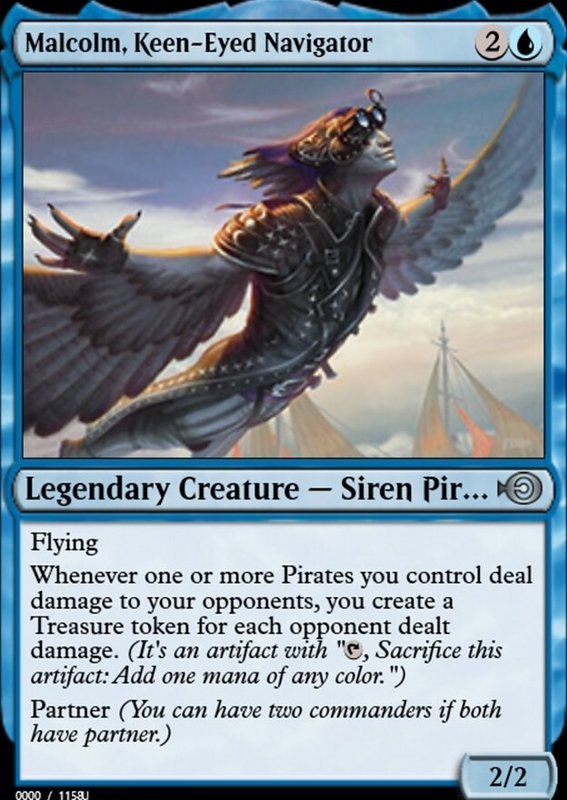 Malcolm, Keen-Eyed Navigator 2
Legendary Creature — Siren Pir...
Flying
Whenever one or more Pirates you control deal
damage to your opponents, you create a
Treasure token for each opponent dealt
damage. (It's an artifact with ", Sacrifice this
artifact: Add one mana of any color.")
Partner (You can have two commanders if both
have partner.)
2/2
0000 / 1158U